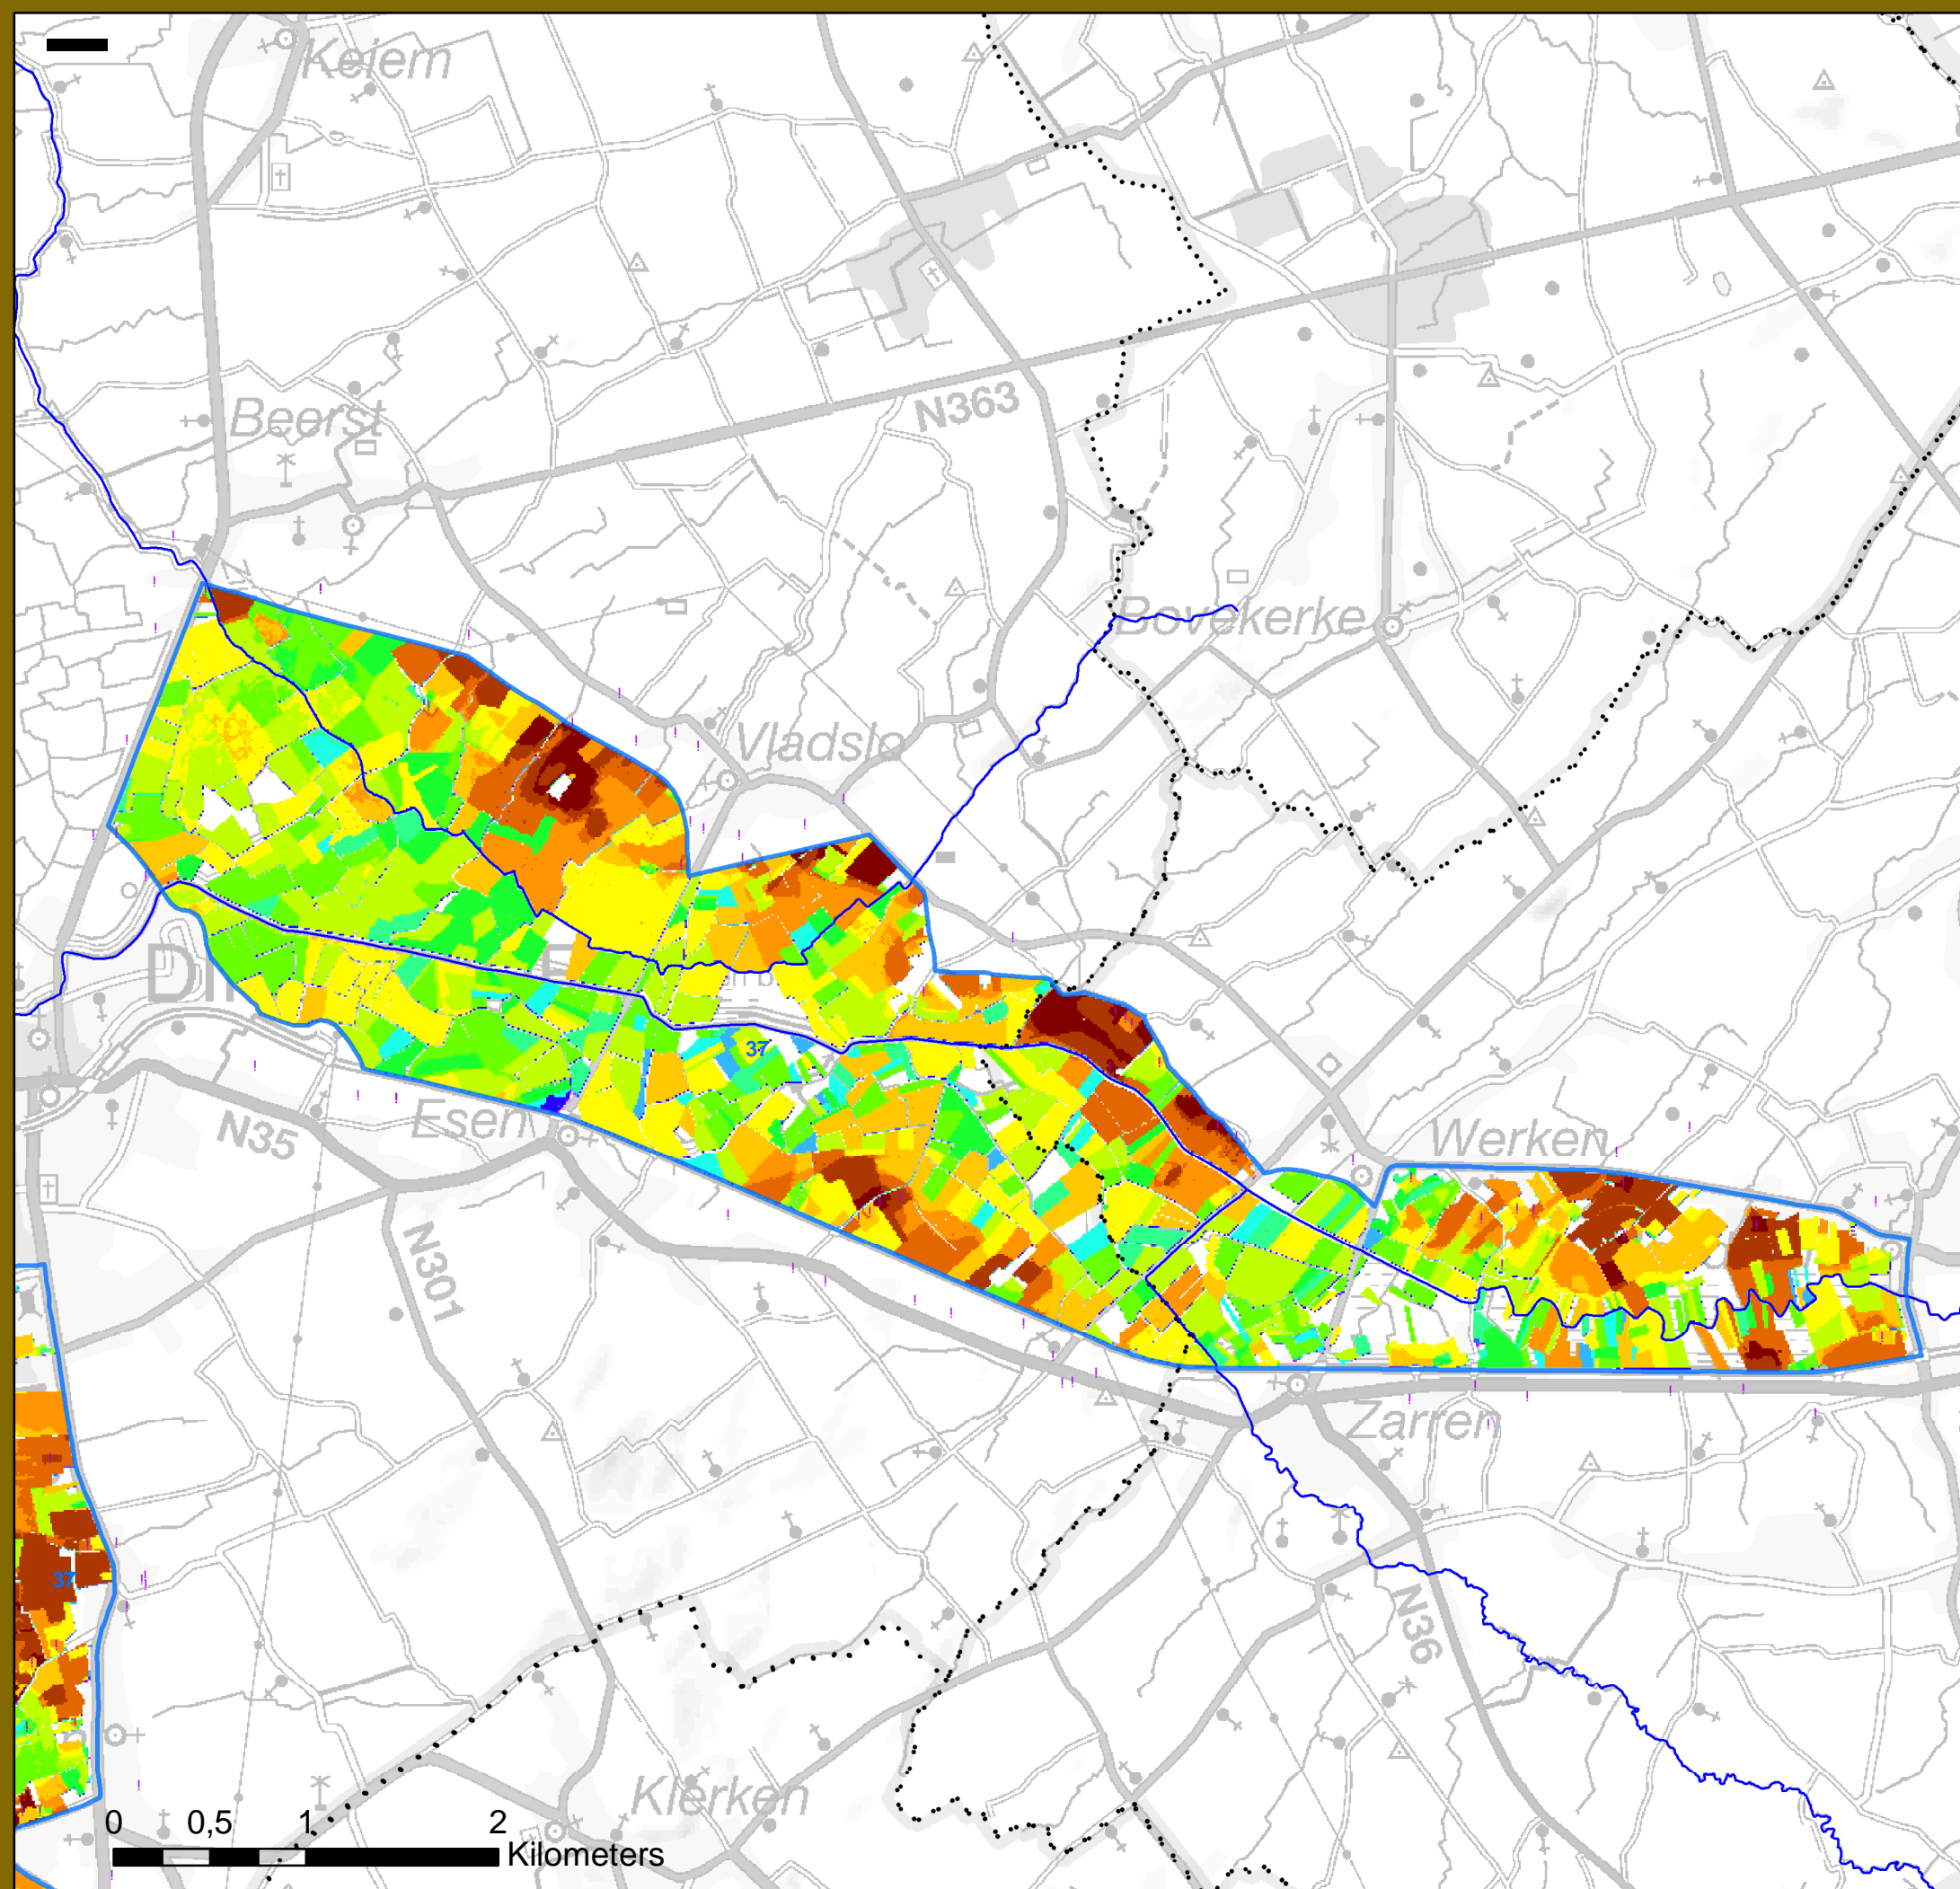 Keiem
Beerst
N363
Bovekerke
Vladslo
37
Esen
N35
Werken
N301
Zarren
37
N36
Klerken
0 0,5 1 2
Kilometers